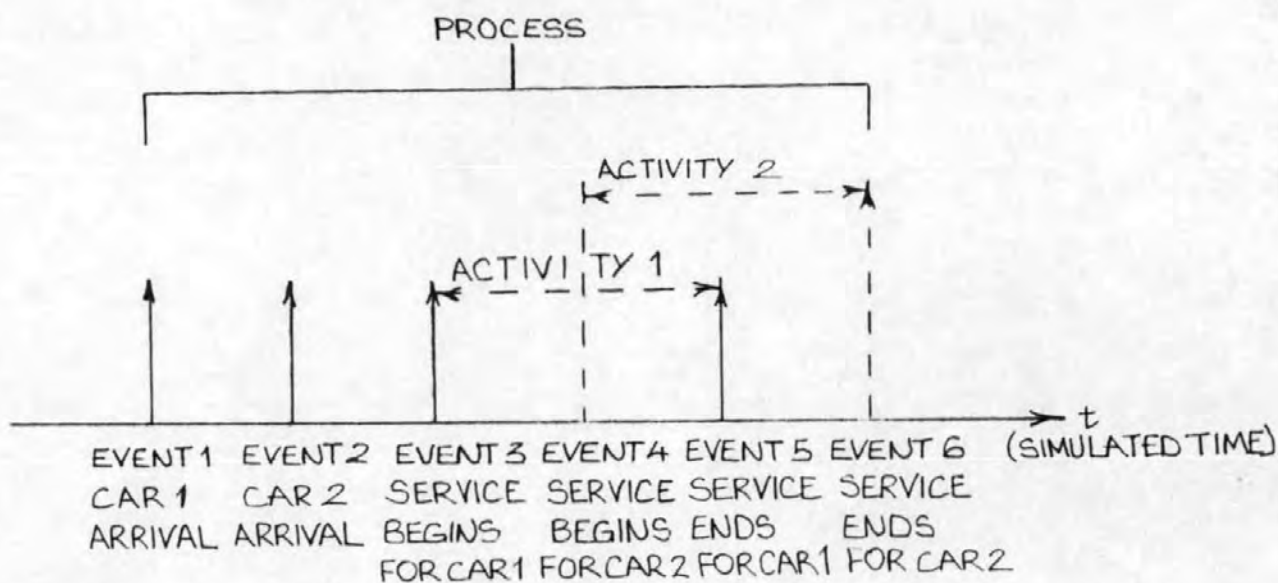 PROCESS
ACTIVITY 2
ACTIVITY 1
t
EVENT 1 EVENT 2 EVENT 3 EVENT 4 EVENT 5 EVENT 6 (SIMULATED TIME)
CAR 1 CAR 2 SERVICE SERVICE SERVICE SERVICE
ARRIVAL ARRIVAL BEGINS BEGINS ENDS ENDS
FOR CAR 1 FOR CAR 2 FOR CAR 1 FOR CAR 2